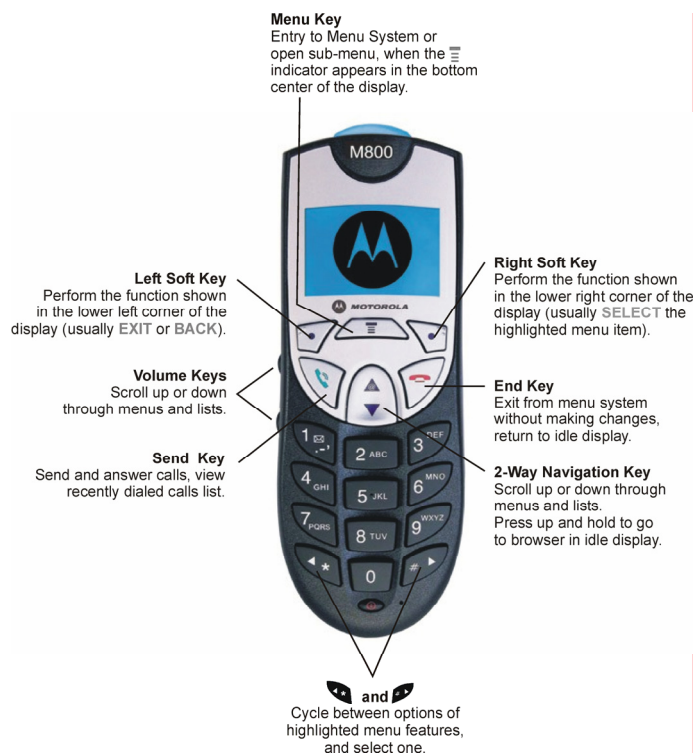 Menu Key
Entry to Menu System or
open sub-menu, when the
indicator appears in the bottom
center of the display.
M800
MOTOROLA
Left Soft Key
Perform the function shown
in the lower left corner of the
display (usually EXIT or BACK).
Right Soft Key
Perform the function shown
in the lower right corner of the
display (usually SELECT the
highlighted menu item).
Volume Keys
Scroll up or down
through menus and lists.
End Key
Exit from menu system
without making changes,
return to idle display.
Send Key
Send and answer calls, view
recently dialed calls list.
2-Way Navigation Key
Scroll up or down through
menus and lists.
Press up and hold to go
to browser in idle display.
1 .-'
2 ABC
3 DEF
4 GHI
5 JKL
6 MNO
7 PQRS
8 TUV
9 WXYZ
*
0
#
* and #
Cycle between options of
highlighted menu features,
and select one.